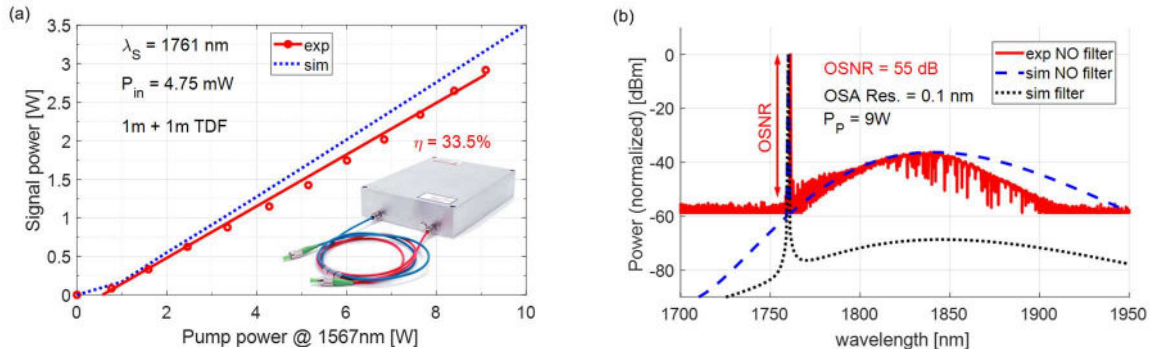 (a)
3.5
3
2.5
2
1.5
1
0.5
0
Signal power [W]
λS = 1761 nm
Pin = 4.75 mW
1m + 1m TDF
exp
sim
η = 33.5%
0 2 4 6 8 10
Pump power @ 1567nm [W]
(b)
0
-20
-40
-60
-80
Power (normalized) [dBm]
OSNR
OSNR = 55 dB
OSA Res. = 0.1 nm
PP = 9W
exp NO filter
sim NO filter
sim filter
1700 1750 1800 1850 1900 1950
wavelength [nm]